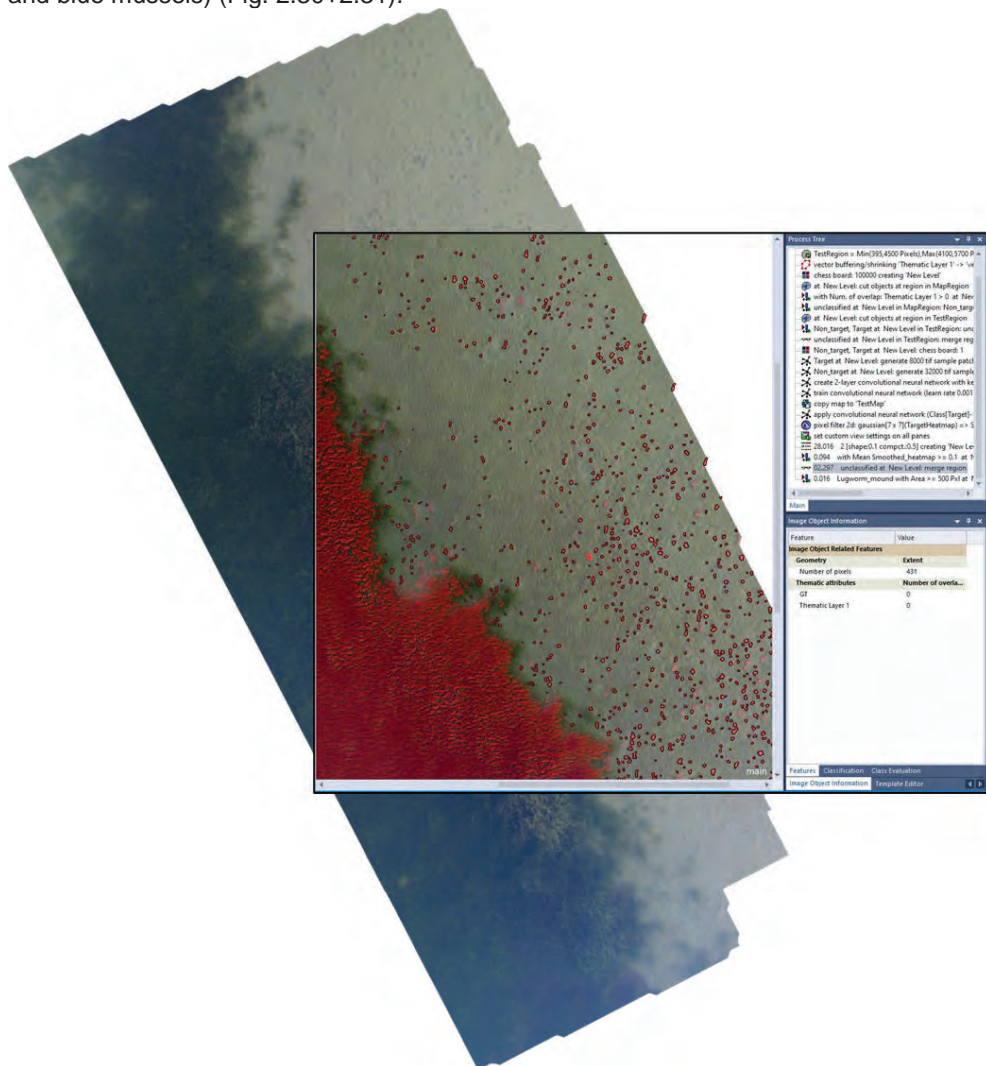 and blue mussels) (Fig. 2.30+2.31).
Process Tree
TestRegion = Min(395,4500 Pixels),Max(4100,5700 P
vector buffering/shrinking 'Thematic Layer 1' -> 've
chess board: 100000 creating 'New Level'
at New Level: cut objects at region in MapRegion
with Num. of overlap: Thematic Layer 1 > 0 at New
unclassified at New Level in MapRegion: Non_targ
at New Level: cut objects at region in TestRegion
Non_target, Target at New Level in TestRegion: unc
unclassified at New Level in TestRegion: merge reg
Non_target, Target at New Level: chess board: 1
Target at New Level: generate 8000 tif sample patc
Non_target at New Level: generate 32000 tif sample
create 2-layer convolutional neural network with ke
train convolutional neural network (learn rate 0.001
copy map to 'TestMap'
apply convolutional neural network (Class[Target]-
pixel filter 2d: gaussian[7 x 7](TargetHeatmap) => S
set custom view settings on all panes
28.016 2 [shape:0.1 compct.:0.5] creating 'New Le
0.094 with Mean Smoothed_heatmap >= 0.1 at N
02.297 unclassified at New Level: merge region
0.016 Lugworm_mound with Area >= 500 Pxl at
Main
Image Object Information
Feature Value
Image Object Related Features
Geometry Extent
Number of pixels 431
Thematic attributes Number of overla...
GT 0
Thematic Layer 1 0
main
Features Classification Class Evaluation
Image Object Information Template Editor